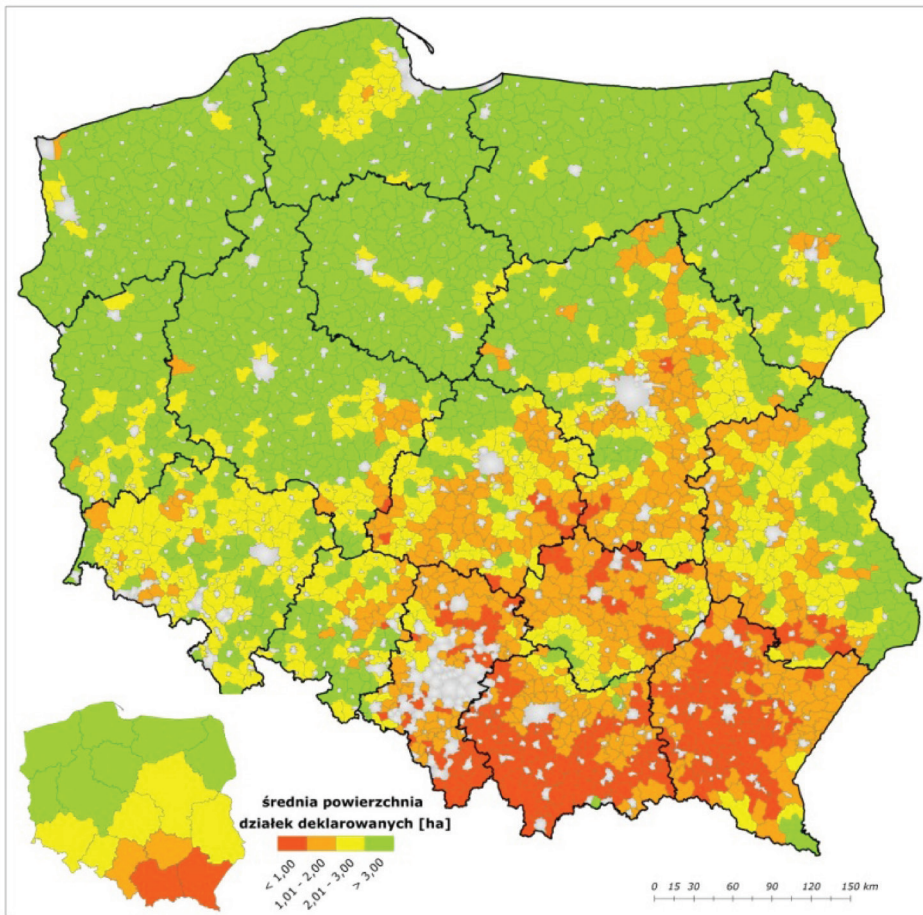 średnia powierzchnia
działek deklarowanych [ha]
< 1,00
1,01 - 2,00
2,01 - 3,00
> 3,00
0 15 30 60 90 120 150 km